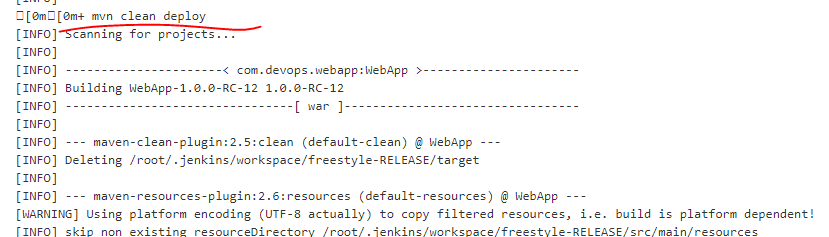 [0m[0m+ mvn clean deploy
[INFO] Scanning for projects...
[INFO]
[INFO] ----------------------< com.devops.webapp:WebApp >----------------------
[INFO] Building WebApp-1.0.0-RC-12 1.0.0-RC-12
[INFO] --------------------------------[ war ]---------------------------------
[INFO]
[INFO] --- maven-clean-plugin:2.5:clean (default-clean) @ WebApp ---
[INFO] Deleting /root/.jenkins/workspace/freestyle-RELEASE/target
[INFO]
[INFO] --- maven-resources-plugin:2.6:resources (default-resources) @ WebApp ---
[WARNING] Using platform encoding (UTF-8 actually) to copy filtered resources, i.e. build is platform dependent!
[INFO] skip non existing resourceDirectory /root/.jenkins/workspace/freestyle-RELEASE/src/main/resources